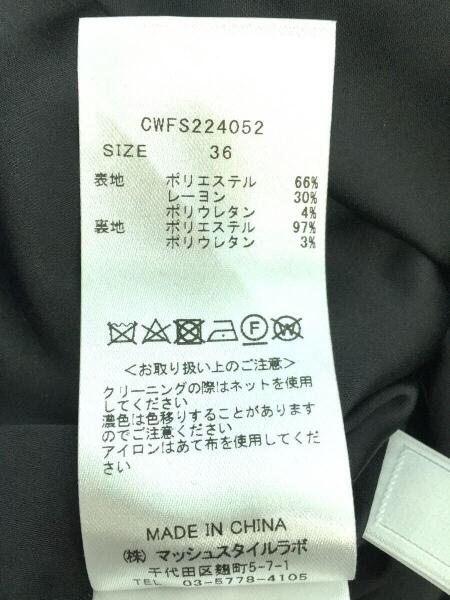 CWFS224052
SIZE 36
表地 ポリエステル 66%
レーヨン 30%
ポリウレタン 4%
裏地 ポリエステル 97%
ポリウレタン 3%
F W
＜お取り扱い上のご注意＞
クリーニングの際はネットを使用
してください
濃色は色移りすることがあります
のでご注意ください
アイロンはあて布を使用してくだ
さい
MADE IN CHINA
(株) マッシュスタイルラボ
千代田区麹町5-7-1
TEL 03-5778-4105